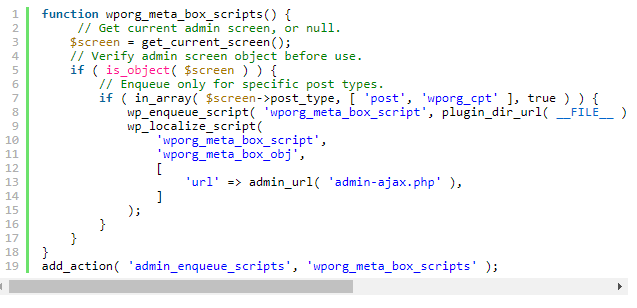 1 function wporg_meta_box_scripts() {
2 // Get current admin screen, or null.
3 $screen = get_current_screen();
4 // Verify admin screen object before use.
5 if ( is_object( $screen ) ) {
6 // Enqueue only for specific post types.
7 if ( in_array( $screen->post_type, [ 'post', 'wporg_cpt' ], true ) ) {
8 wp_enqueue_script( 'wporg_meta_box_script', plugin_dir_url( __FILE__ )
9 wp_localize_script(
10 'wporg_meta_box_script',
11 'wporg_meta_box_obj',
12 [
13 'url' => admin_url( 'admin-ajax.php' ),
14 ]
15 );
16 }
17 }
18 }
19 add_action( 'admin_enqueue_scripts', 'wporg_meta_box_scripts' );